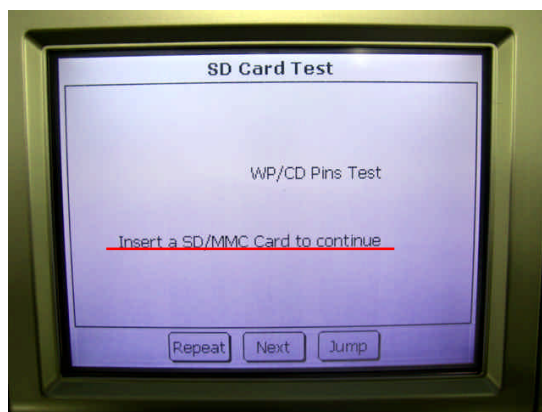 SD Card Test
WP/CD Pins Test
Insert a SD/MMC Card to continue
Repeat Next Jump